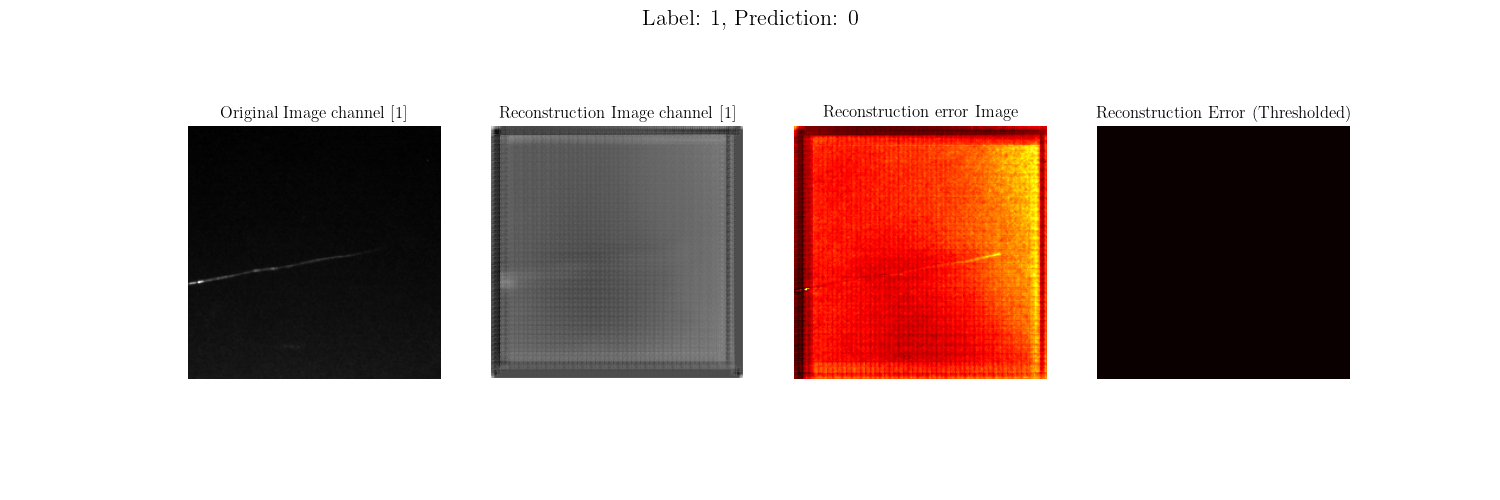 Label: 1, Prediction: 0
Original Image channel [1]
Reconstruction Image channel [1]
Reconstruction error Image
Reconstruction Error (Thresholded)